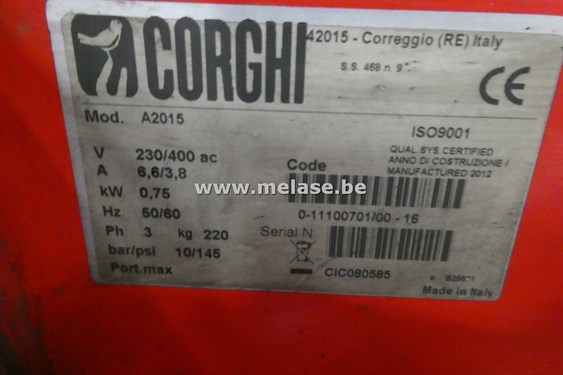 CORGHI
42015 - Correggio (RE) Italy
S.S. 468 n. 9
CE
Mod. A2015
ISO9001
QUAL.SYS.CERTIFIED
ANNO DI COSTRUZIONE /
MANUFACTURED 2012
V 230/400 ac
A 6,6/3,8
kW 0,75
Hz 50/60
Ph 3 kg 220
bar/psi 10/145
Port.max
Code
www.melase.be
0-11100701/00 - 16
Serial N
CIC080585
Made in Italy